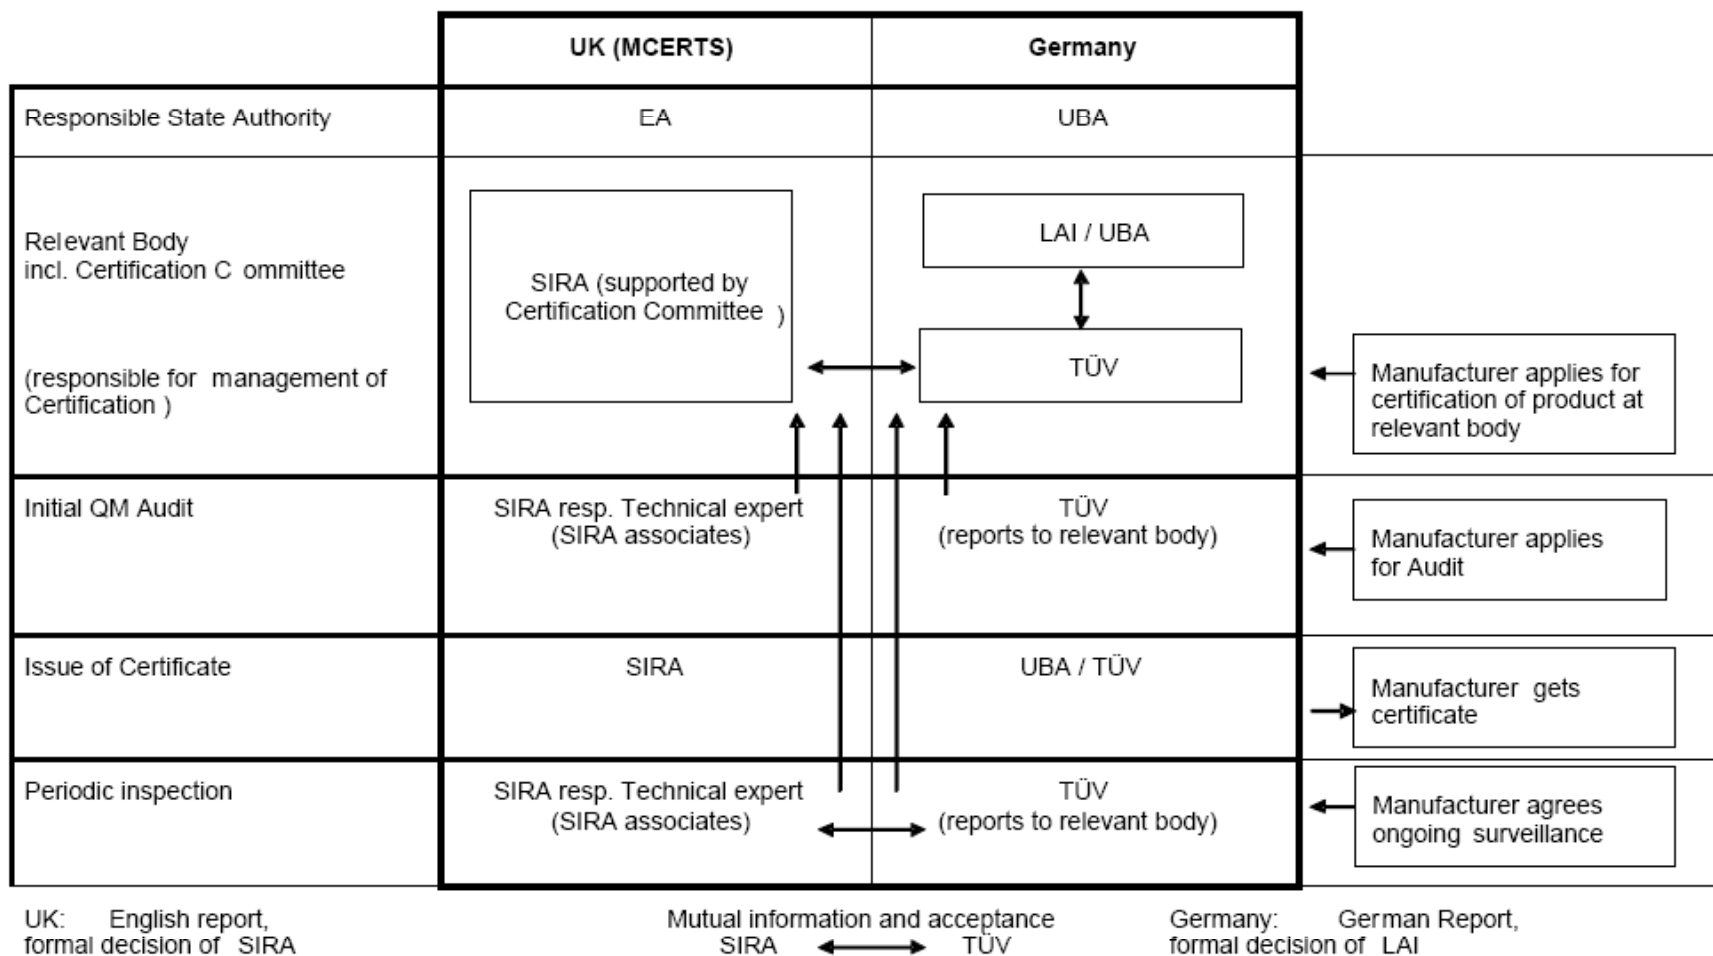 UK (MCERTS) Germany
Responsible State Authority EA UBA
Relevant Body
incl. Certification C ommittee
(responsible for management of
Certification )
SIRA (supported by
Certification Committee )
LAI / UBA
TÜV
Manufacturer applies for
certification of product at
relevant body
Initial QM Audit
SIRA resp. Technical expert
(SIRA associates)
TÜV
(reports to relevant body)
Manufacturer applies
for Audit
Issue of Certificate SIRA UBA / TÜV
Manufacturer gets
certificate
Periodic inspection
SIRA resp. Technical expert
(SIRA associates)
TÜV
(reports to relevant body)
Manufacturer agrees
ongoing surveillance
UK: English report,
formal decision of SIRA
Mutual information and acceptance
SIRA TÜV
Germany: German Report,
formal decision of LAI